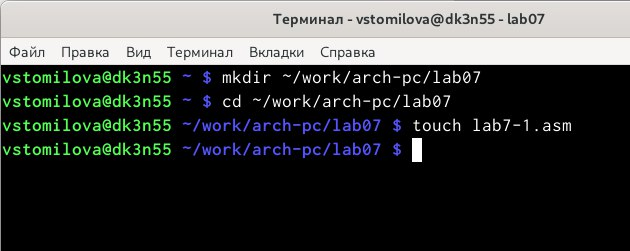 Терминал - vstomilova@dk3n55 - lab07
Файл Правка Вид Терминал Вкладки Справка
vstomilova@dk3n55 ~ $ mkdir ~/work/arch-pc/lab07
vstomilova@dk3n55 ~ $ cd ~/work/arch-pc/lab07
vstomilova@dk3n55 ~/work/arch-pc/lab07 $ touch lab7-1.asm
vstomilova@dk3n55 ~/work/arch-pc/lab07 $